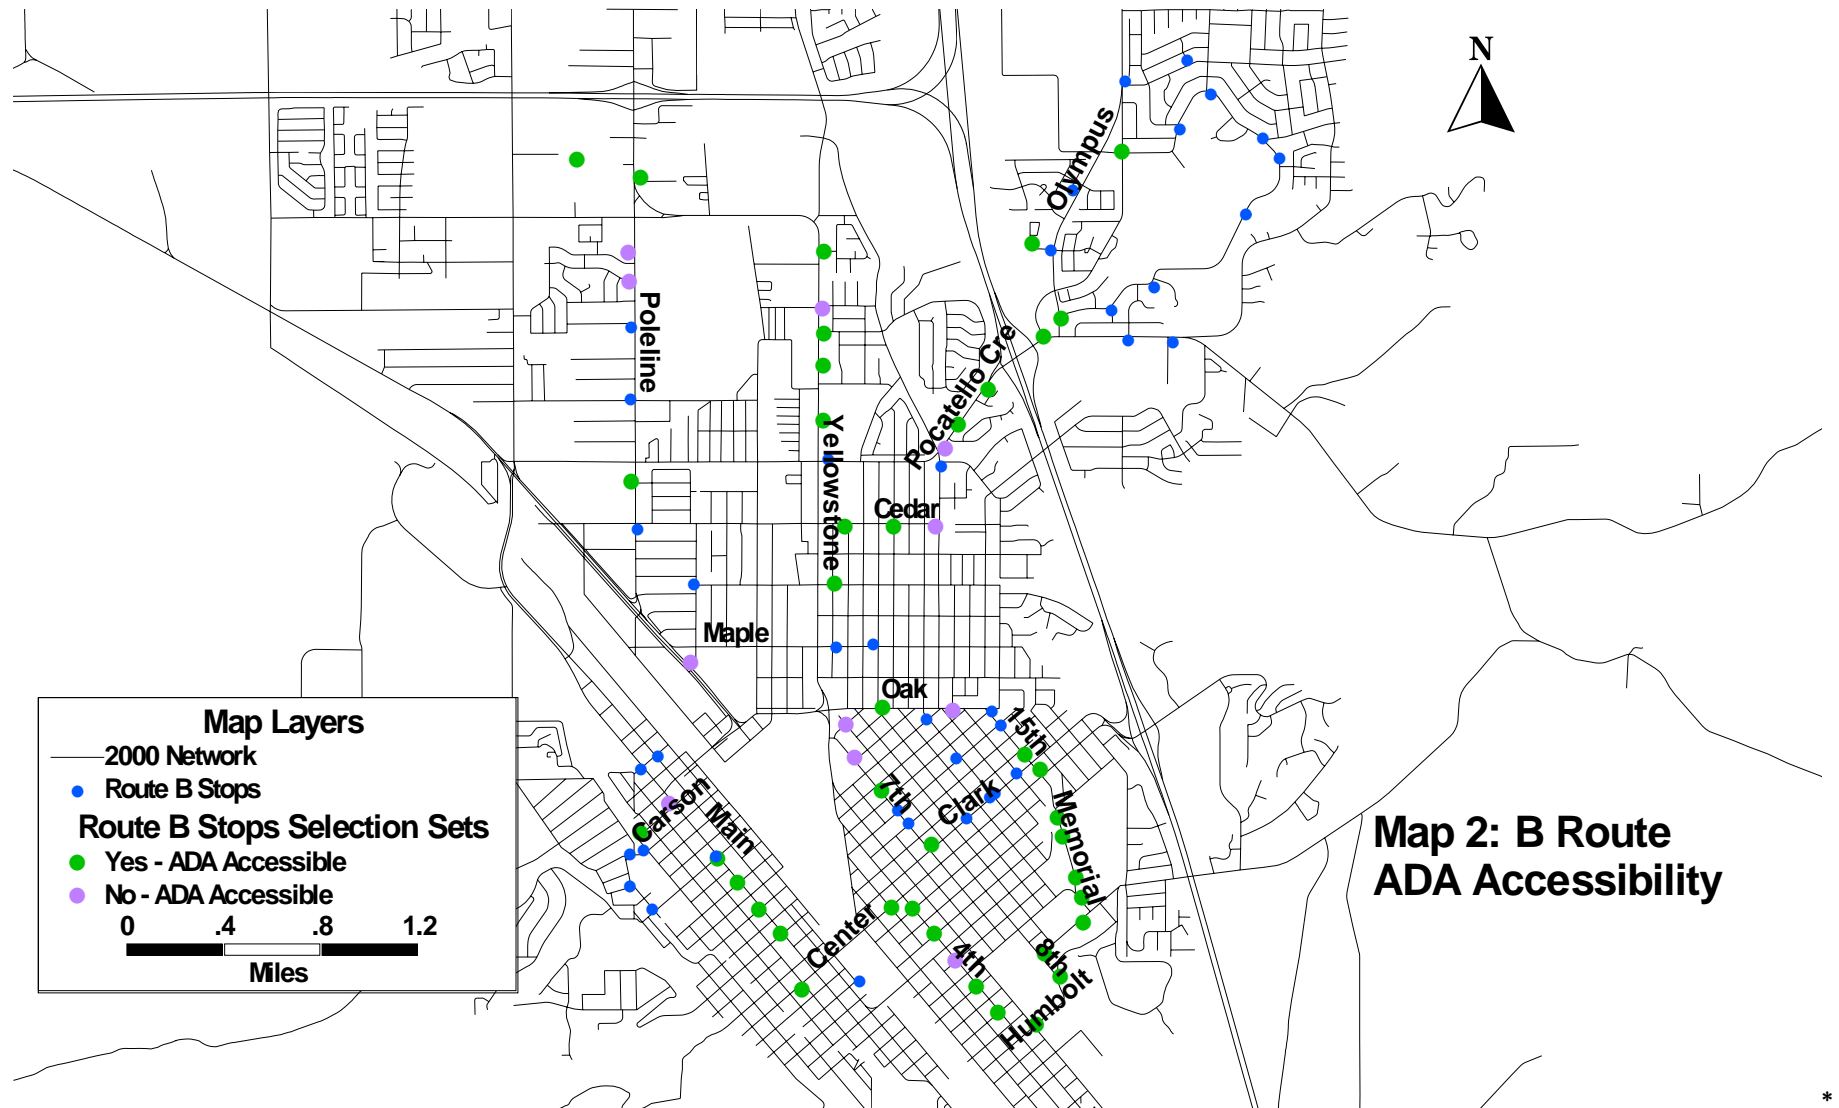 N
Olympus
Poleline
Pocatello Cre
Yellowstone
Cedar
Maple
Oak
15th
7th
Clark
Carson
Main
Memorial
Center
4th
8th
Humbolt
Map Layers
2000 Network
Route B Stops
Route B Stops Selection Sets
Yes - ADA Accessible
No - ADA Accessible
0 .4 .8 1.2
Miles
Map 2: B Route
ADA Accessibility
*